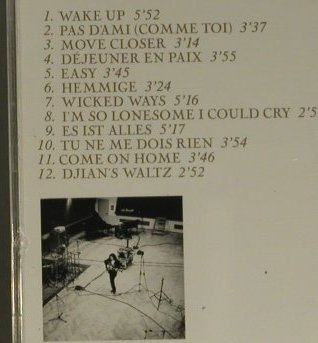 1. WAKE UP 5'52
2. PAS D'AMI (COMME TOI) 3'37
3. MOVE CLOSER 3'14
4. DÉJEUNER EN PAIX 3'55
5. EASY 3'45
6. HEMMIGE 3'24
7. WICKED WAYS 5'16
8. I'M SO LONESOME I COULD CRY 2'5
9. ES IST ALLES 5'17
10. TU NE ME DOIS RIEN 3'54
11. COME ON HOME 3'46
12. DJIAN'S WALTZ 2'52